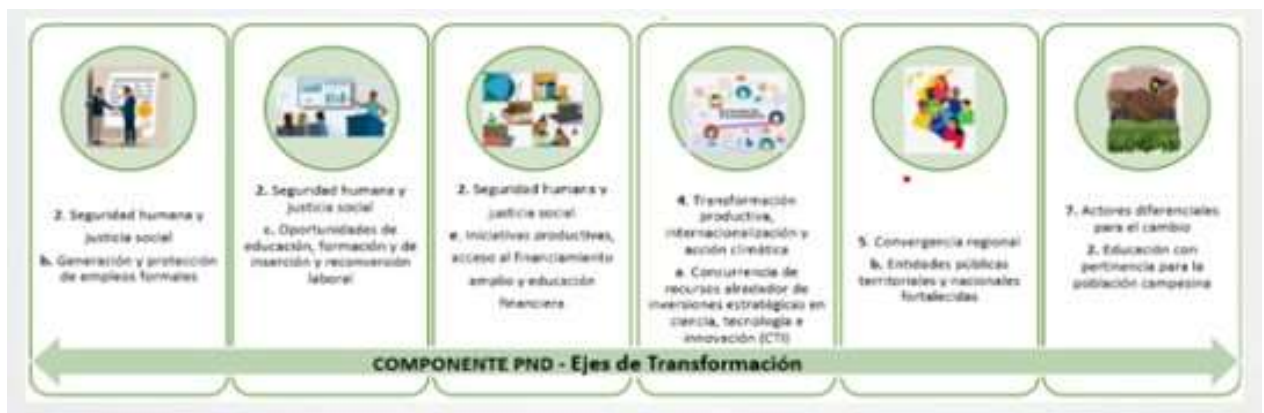 2. Seguridad humana y
justicia social
b. Generación y protección
de empleos formales
2. Seguridad humana y
justicia social
c. Oportunidades de
educación, formación y de
inserción y reconversión
laboral
2. Seguridad humana y
justicia social
e. Iniciativas productivas,
acceso al financiamiento
amplio y educación
financiera
4. Transformación
productiva,
internacionalización y
acción climática
a. Concurrencia de
recursos alrededor de
inversiones estratégicas en
ciencia, tecnología e
innovación (CTI)
5. Convergencia regional
b. Entidades públicas
territoriales y nacionales
fortalecidas
7. Actores diferenciales
para el cambio
2. Educación con
pertinencia para la
población campesina
COMPONENTE PND - Ejes de Transformación